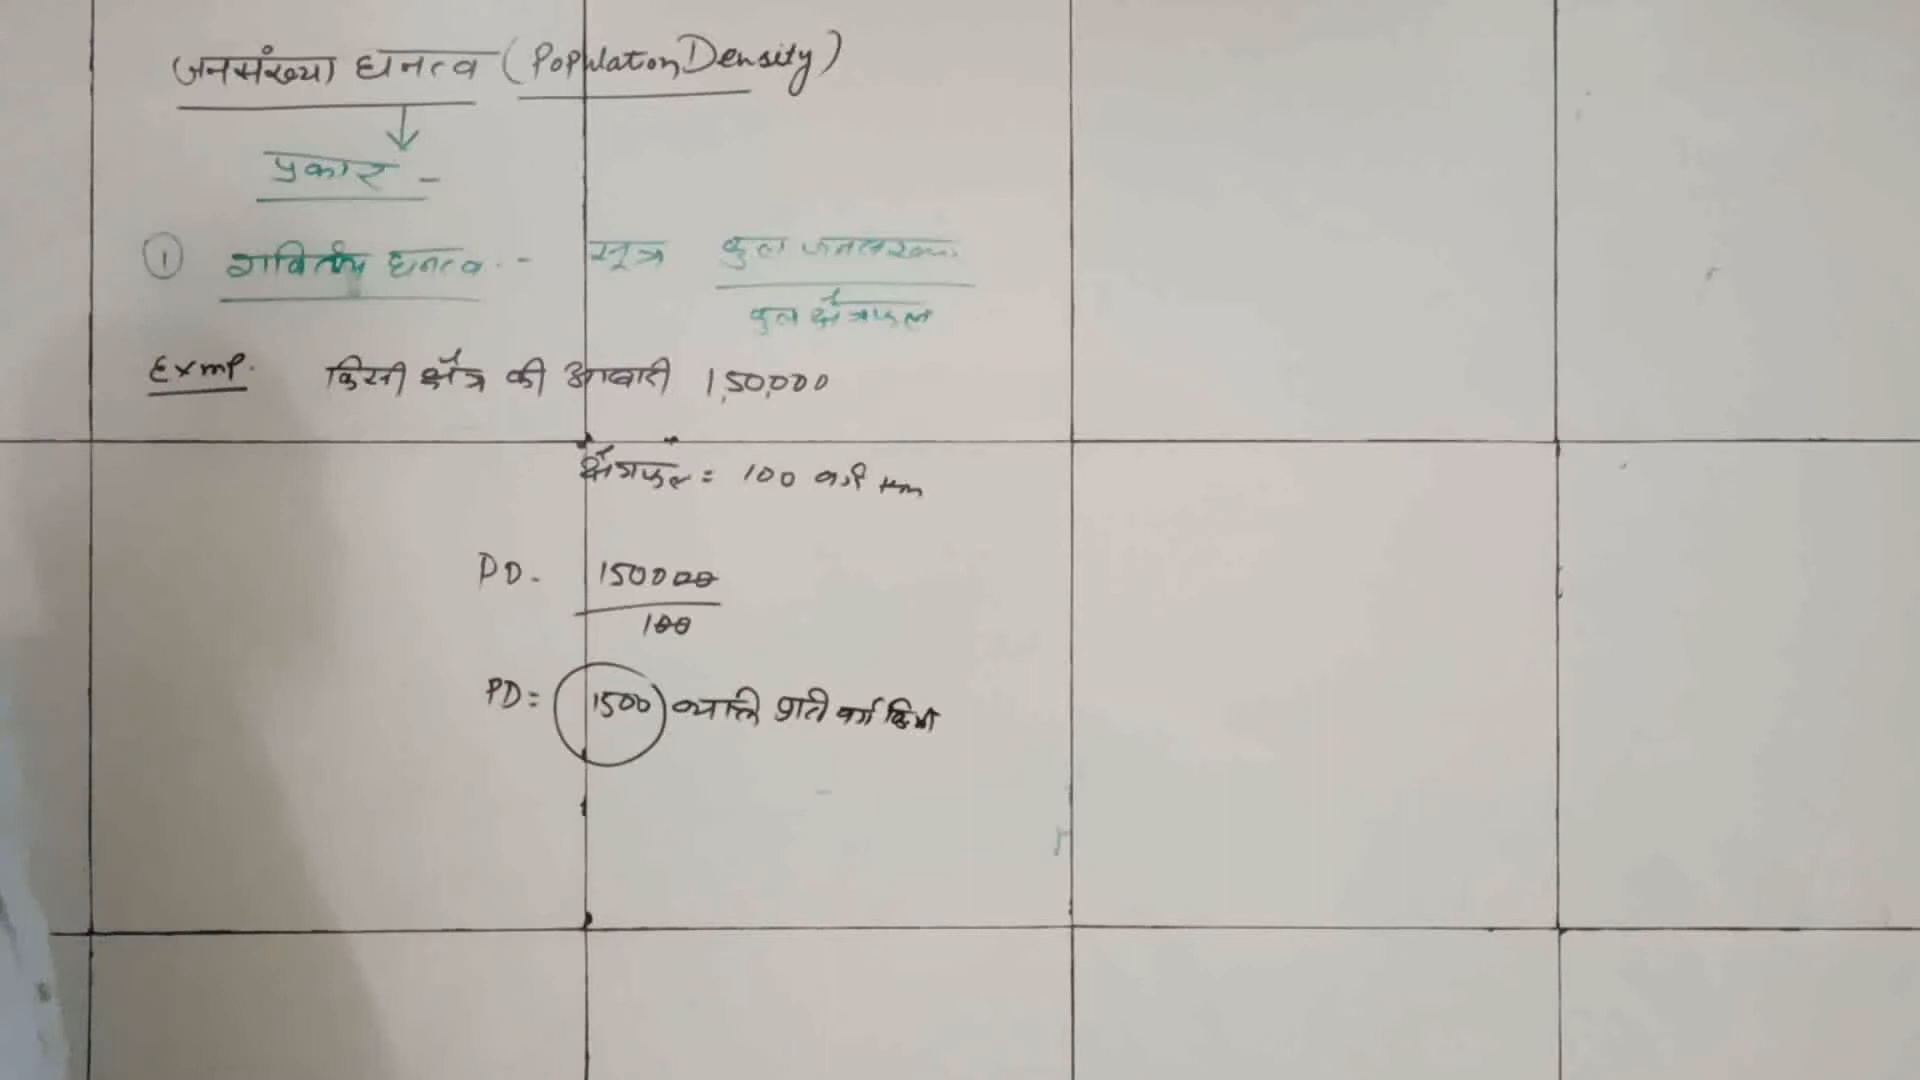 जनसंख्या घनत्व (Population Density)
प्रकार -
① गणितीय घनत्व - सूत्र कुल जनसंख्या
कुल क्षेत्रफल
Exmp. किसी क्षेत्र की आबादी 1,50,000
क्षेत्रफल = 100 वर्ग km
PD - 150000
100
PD = 1500 व्यक्ति प्रति वर्ग किमी